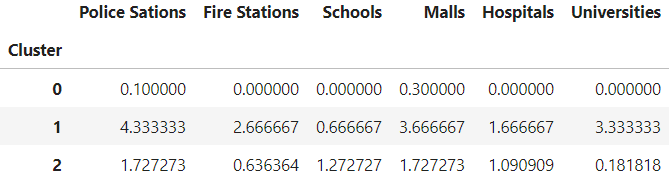 Police Sations Fire Stations Schools Malls Hospitals Universities
Cluster
0 0.100000 0.000000 0.000000 0.300000 0.000000 0.000000
1 4.333333 2.666667 0.666667 3.666667 1.666667 3.333333
2 1.727273 0.636364 1.272727 1.727273 1.090909 0.181818